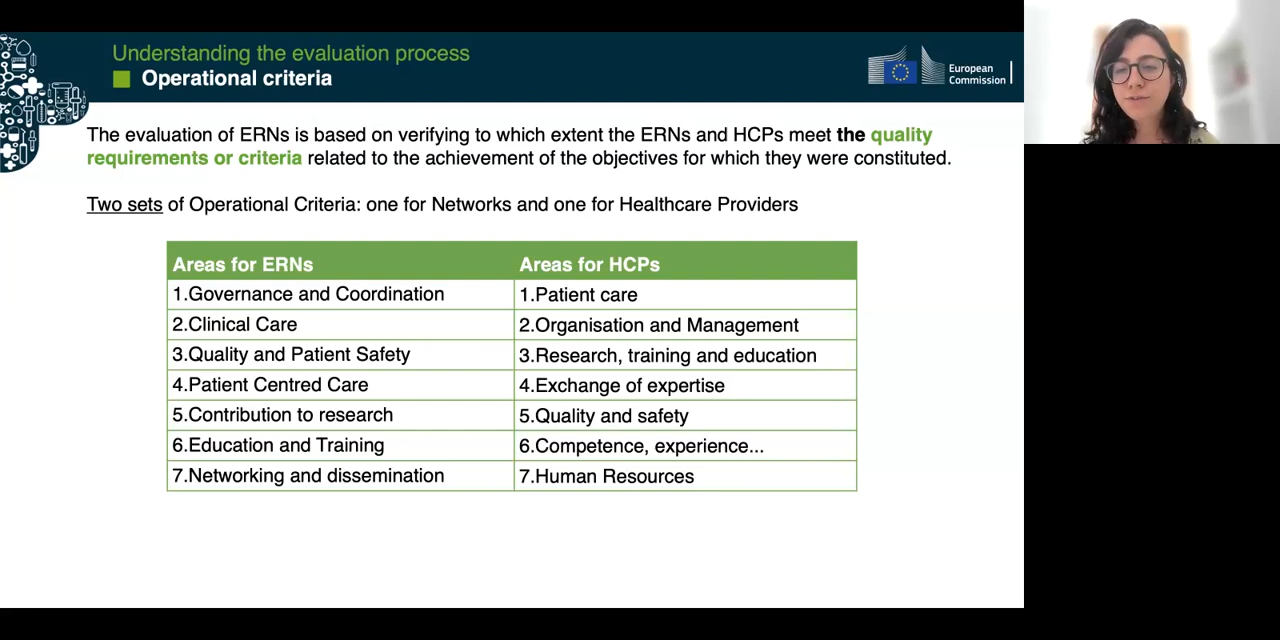 Understanding the evaluation process
Operational criteria
European
Commission
The evaluation of ERNs is based on verifying to which extent the ERNs and HCPs meet the quality
requirements or criteria related to the achievement of the objectives for which they were constituted.
Two sets of Operational Criteria: one for Networks and one for Healthcare Providers
Areas for ERNs
Areas for HCPs
1.Governance and Coordination
1.Patient care
2.Clinical Care
2.Organisation and Management
3.Quality and Patient Safety
3.Research, training and education
4.Patient Centred Care
4.Exchange of expertise
5.Contribution to research
5.Quality and safety
6.Education and Training
6.Competence, experience...
7.Networking and dissemination
7.Human Resources